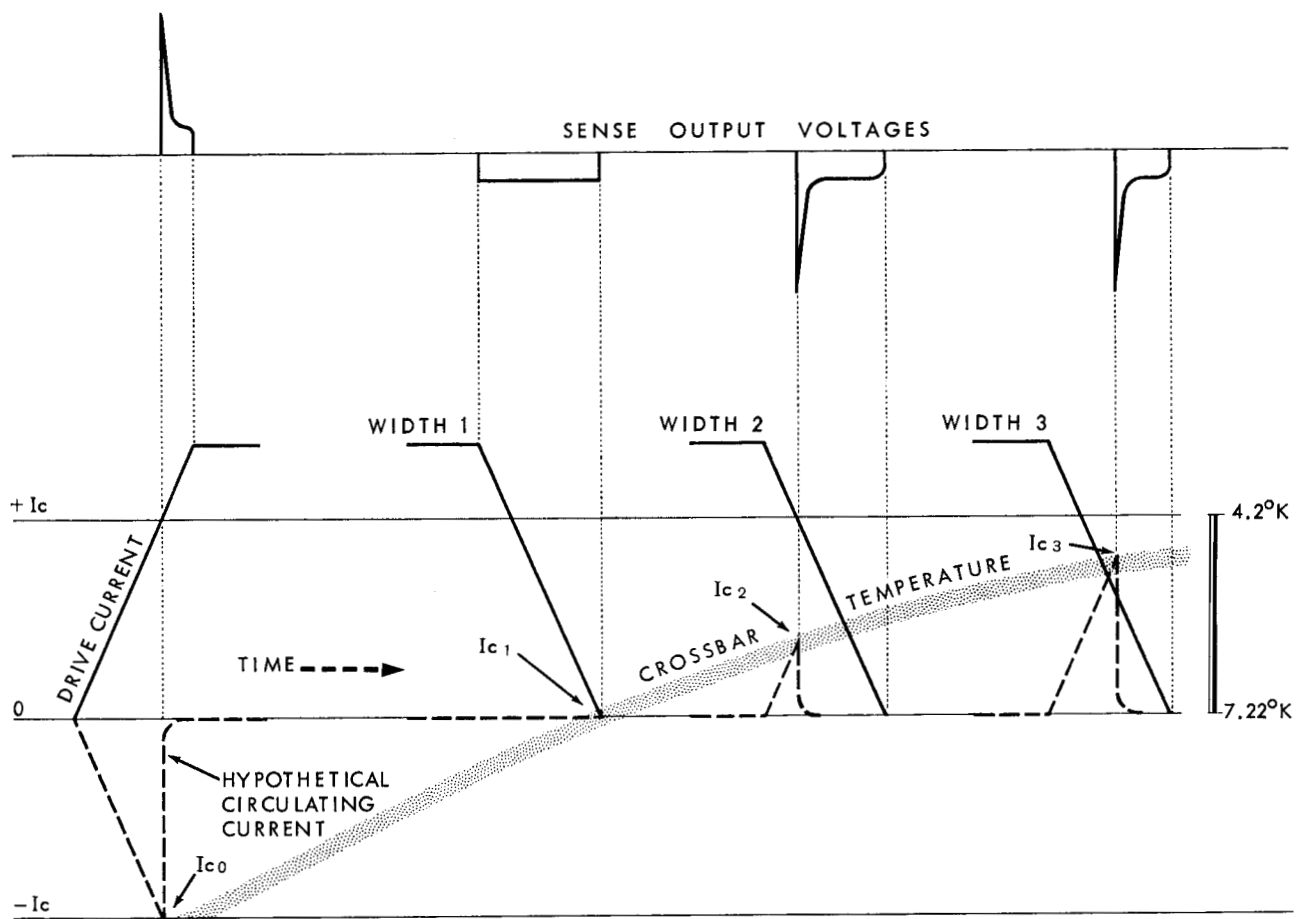 SENSE OUTPUT VOLTAGES
WIDTH 1
WIDTH 2
WIDTH 3
+Ic
4.2°K
Ic3
DRIVE CURRENT
TEMPERATURE
Ic2
CROSSBAR
Ic1
TIME
0
7.22°K
HYPOTHETICAL
CIRCULATING
CURRENT
Ic0
-Ic